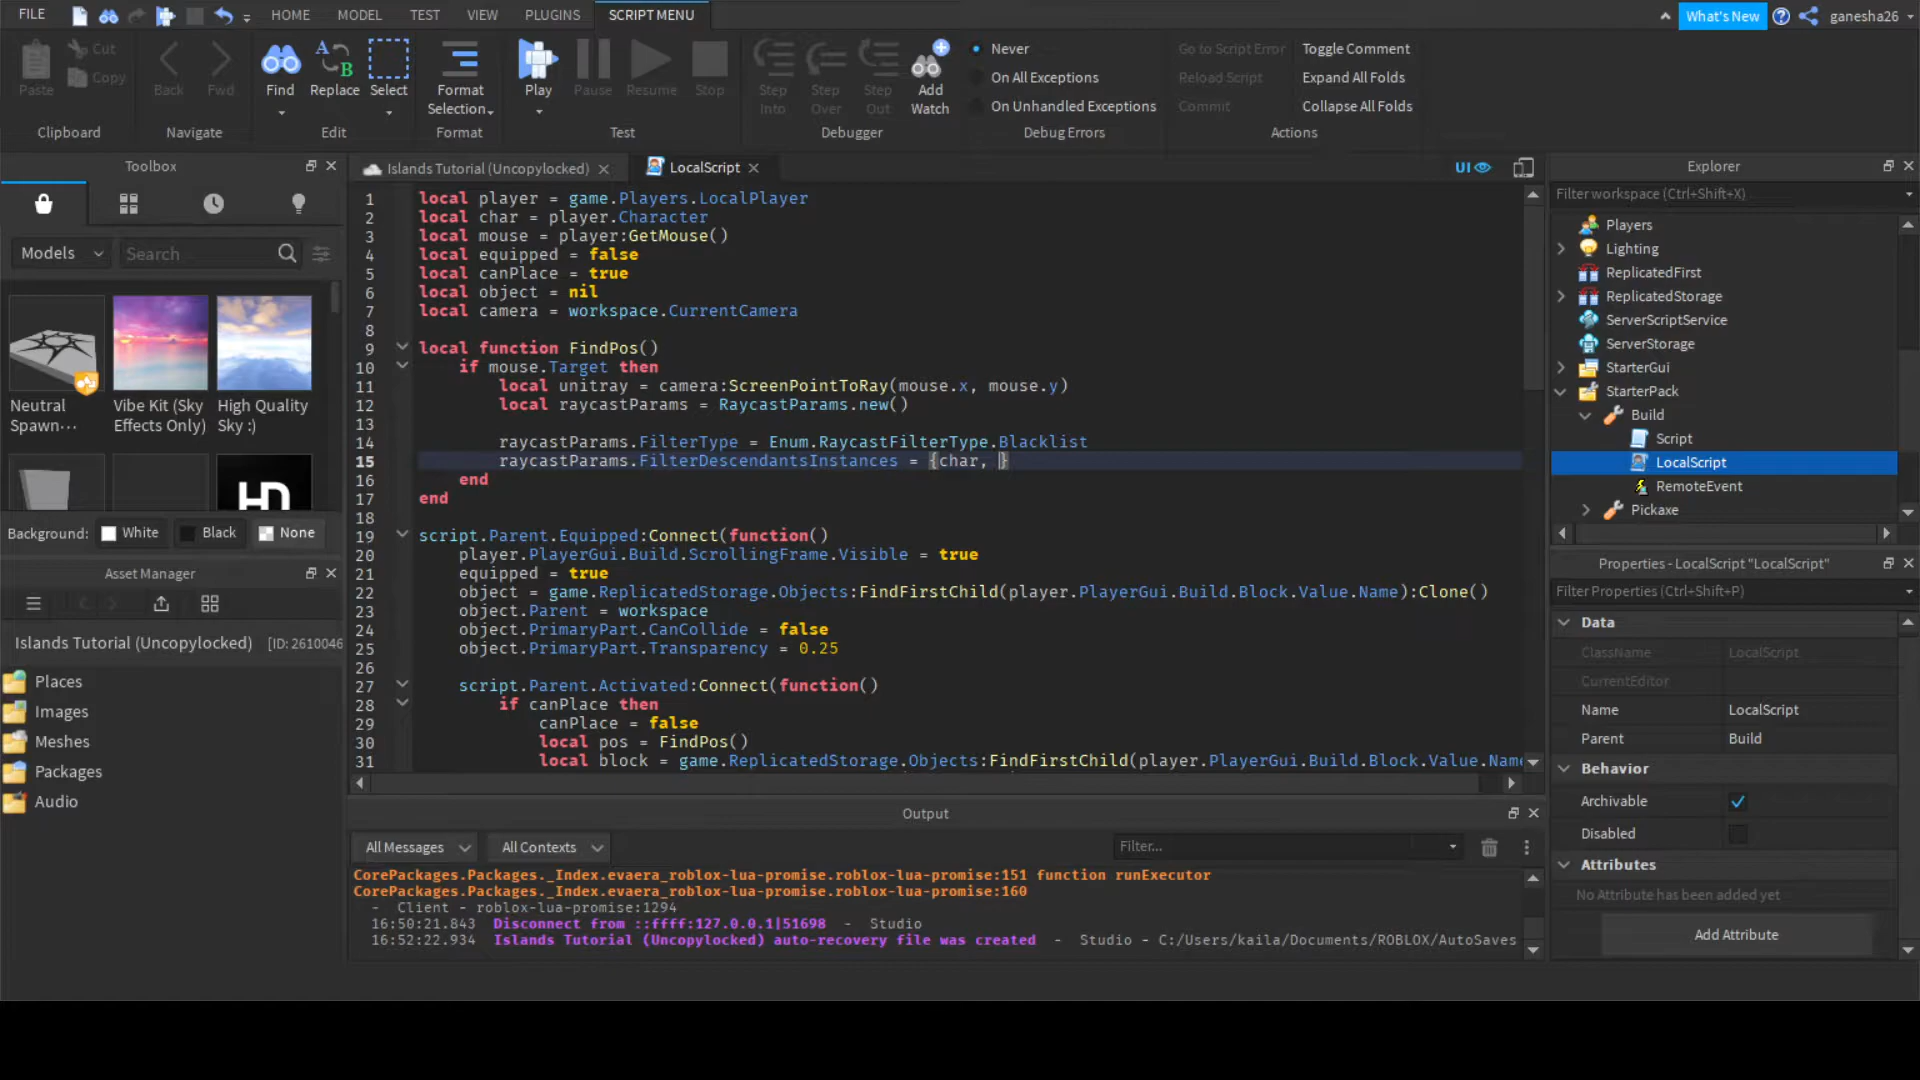 FILE HOME MODEL TEST VIEW PLUGINS SCRIPT MENU What's New ganesha26
Paste Cut Copy Back Fwd Find Replace Select Format Selection Play Pause Resume Stop Step Into Step Over Step Out Add Watch Never On All Exceptions On Unhandled Exceptions Go to Script Error Reload Script Commit Toggle Comment Expand All Folds Collapse All Folds
Clipboard Navigate Edit Format Test Debugger Debug Errors Actions
Toolbox
Models Search
Neutral Spawn...
Vibe Kit (Sky Effects Only)
High Quality Sky :)
HD
Background: White Black None
Asset Manager
Islands Tutorial (Uncopylocked) [ID: 2610046
Places
Images
Meshes
Packages
Audio
Islands Tutorial (Uncopylocked) LocalScript UI
1 local player = game.Players.LocalPlayer
2 local char = player.Character
3 local mouse = player:GetMouse()
4 local equipped = false
5 local canPlace = true
6 local object = nil
7 local camera = workspace.CurrentCamera
8
9 local function FindPos()
10 if mouse.Target then
11 local unitray = camera:ScreenPointToRay(mouse.x, mouse.y)
12 local raycastParams = RaycastParams.new()
13
14 raycastParams.FilterType = Enum.RaycastFilterType.Blacklist
15 raycastParams.FilterDescendantsInstances = {char, }
16 end
17 end
18
19 script.Parent.Equipped:Connect(function()
20 player.PlayerGui.Build.ScrollingFrame.Visible = true
21 equipped = true
22 object = game.ReplicatedStorage.Objects:FindFirstChild(player.PlayerGui.Build.Block.Value.Name):Clone()
23 object.Parent = workspace
24 object.PrimaryPart.CanCollide = false
25 object.PrimaryPart.Transparency = 0.25
26
27 script.Parent.Activated:Connect(function()
28 if canPlace then
29 canPlace = false
30 local pos = FindPos()
31 local block = game.ReplicatedStorage.Objects:FindFirstChild(player.PlayerGui.Build.Block.Value.Name
Output
All Messages All Contexts Filter...
CorePackages.Packages._Index.evaera_roblox-lua-promise.roblox-lua-promise:151 function runExecutor
CorePackages.Packages._Index.evaera_roblox-lua-promise.roblox-lua-promise:160
- Client - roblox-lua-promise:1294
16:50:21.843 Disconnect from ::ffff:127.0.0.1|51698 - Studio
16:52:22.934 Islands Tutorial (Uncopylocked) auto-recovery file was created - Studio - C:/Users/kaila/Documents/ROBLOX/AutoSaves
Explorer
Filter workspace (Ctrl+Shift+X)
Players
Lighting
ReplicatedFirst
ReplicatedStorage
ServerScriptService
ServerStorage
StarterGui
StarterPack
Build
Script
LocalScript
RemoteEvent
Pickaxe
Properties - LocalScript "LocalScript"
Filter Properties (Ctrl+Shift+P)
Data
ClassName LocalScript
CurrentEditor
Name LocalScript
Parent Build
Behavior
Archivable
Disabled
Attributes
No Attribute has been added yet
Add Attribute